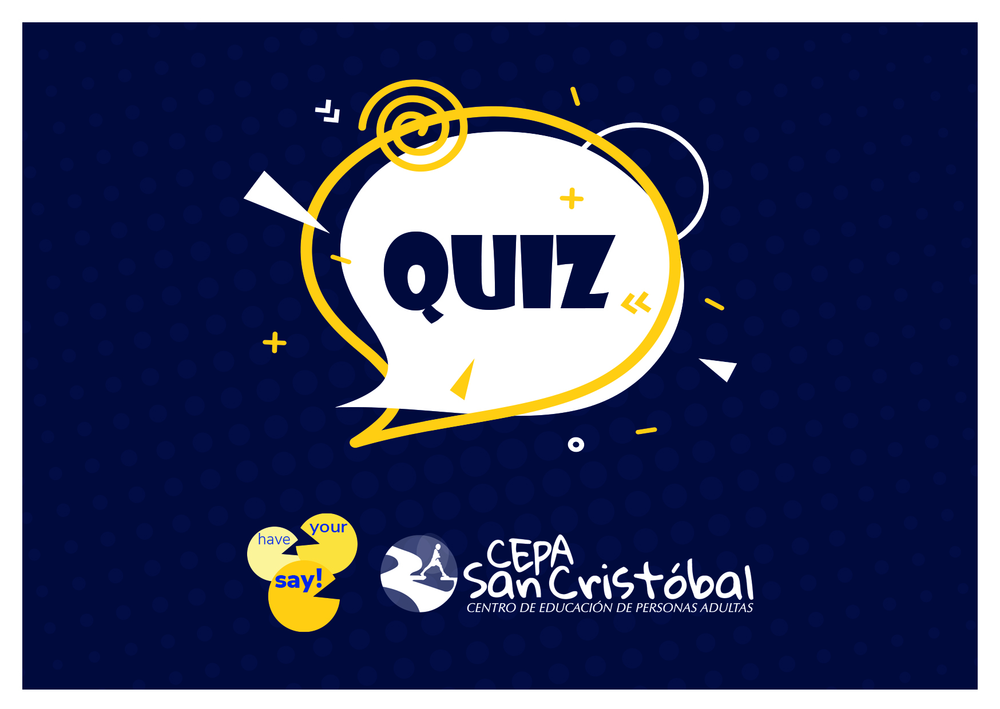 QUIZ
have
your
say!
CEPA
San Cristóbal
CENTRO DE EDUCACIÓN DE PERSONAS ADULTAS